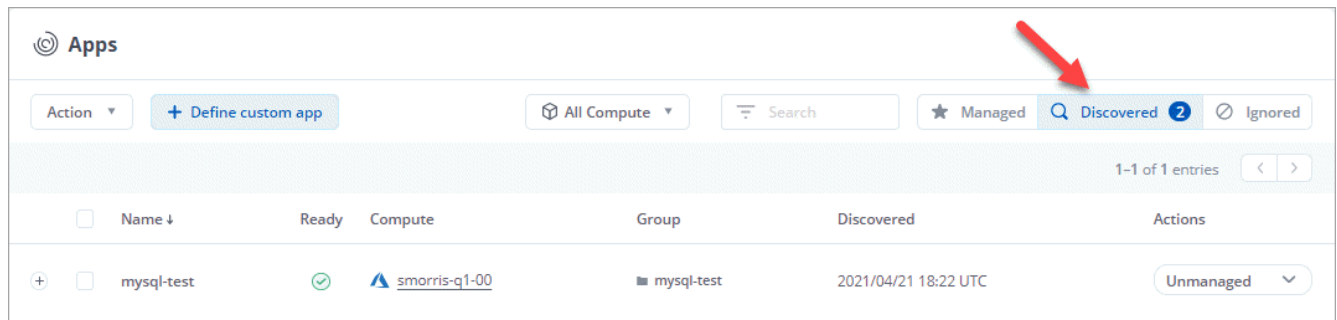 Apps
Action + Define custom app All Compute Search Managed Discovered 2 Ignored
1–1 of 1 entries
Name Ready Compute Group Discovered Actions
mysql-test smorris-q1-00 mysql-test 2021/04/21 18:22 UTC Unmanaged